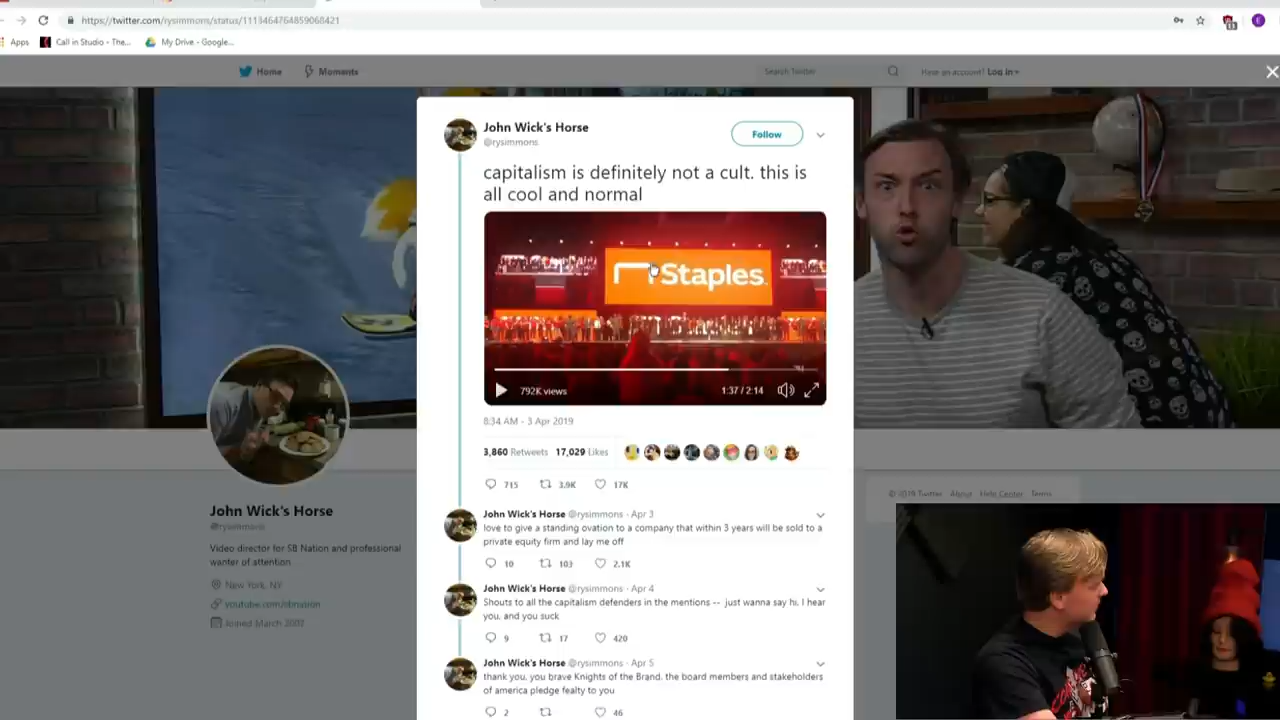 https://twitter.com/rysimmons/status/1113464764859068421
Apps
Call in Studio - The...
My Drive - Google...
Home
Moments
Search Twitter
Have an account? Log in
John Wick's Horse
@rysimmons
Follow
capitalism is definitely not a cult. this is
all cool and normal
Staples
792K views
1:37 / 2:14
8:34 AM - 3 Apr 2019
3,860 Retweets 17,029 Likes
715 3.9K 17K
John Wick's Horse @rysimmons · Apr 3
love to give a standing ovation to a company that within 3 years will be sold to a
private equity firm and lay me off
10 103 2.1K
John Wick's Horse @rysimmons · Apr 4
Shouts to all the capitalism defenders in the mentions -- just wanna say hi, I hear
you, and you suck
9 17 420
John Wick's Horse @rysimmons · Apr 5
thank you, you brave Knights of the Brand. the board members and stakeholders
of america pledge fealty to you
2 46
John Wick's Horse
@rysimmons
Video director for SB Nation and professional
wanter of attention
New York, NY
youtube.com/sbnation
Joined March 2007
© 2019 Twitter About Help Center Terms